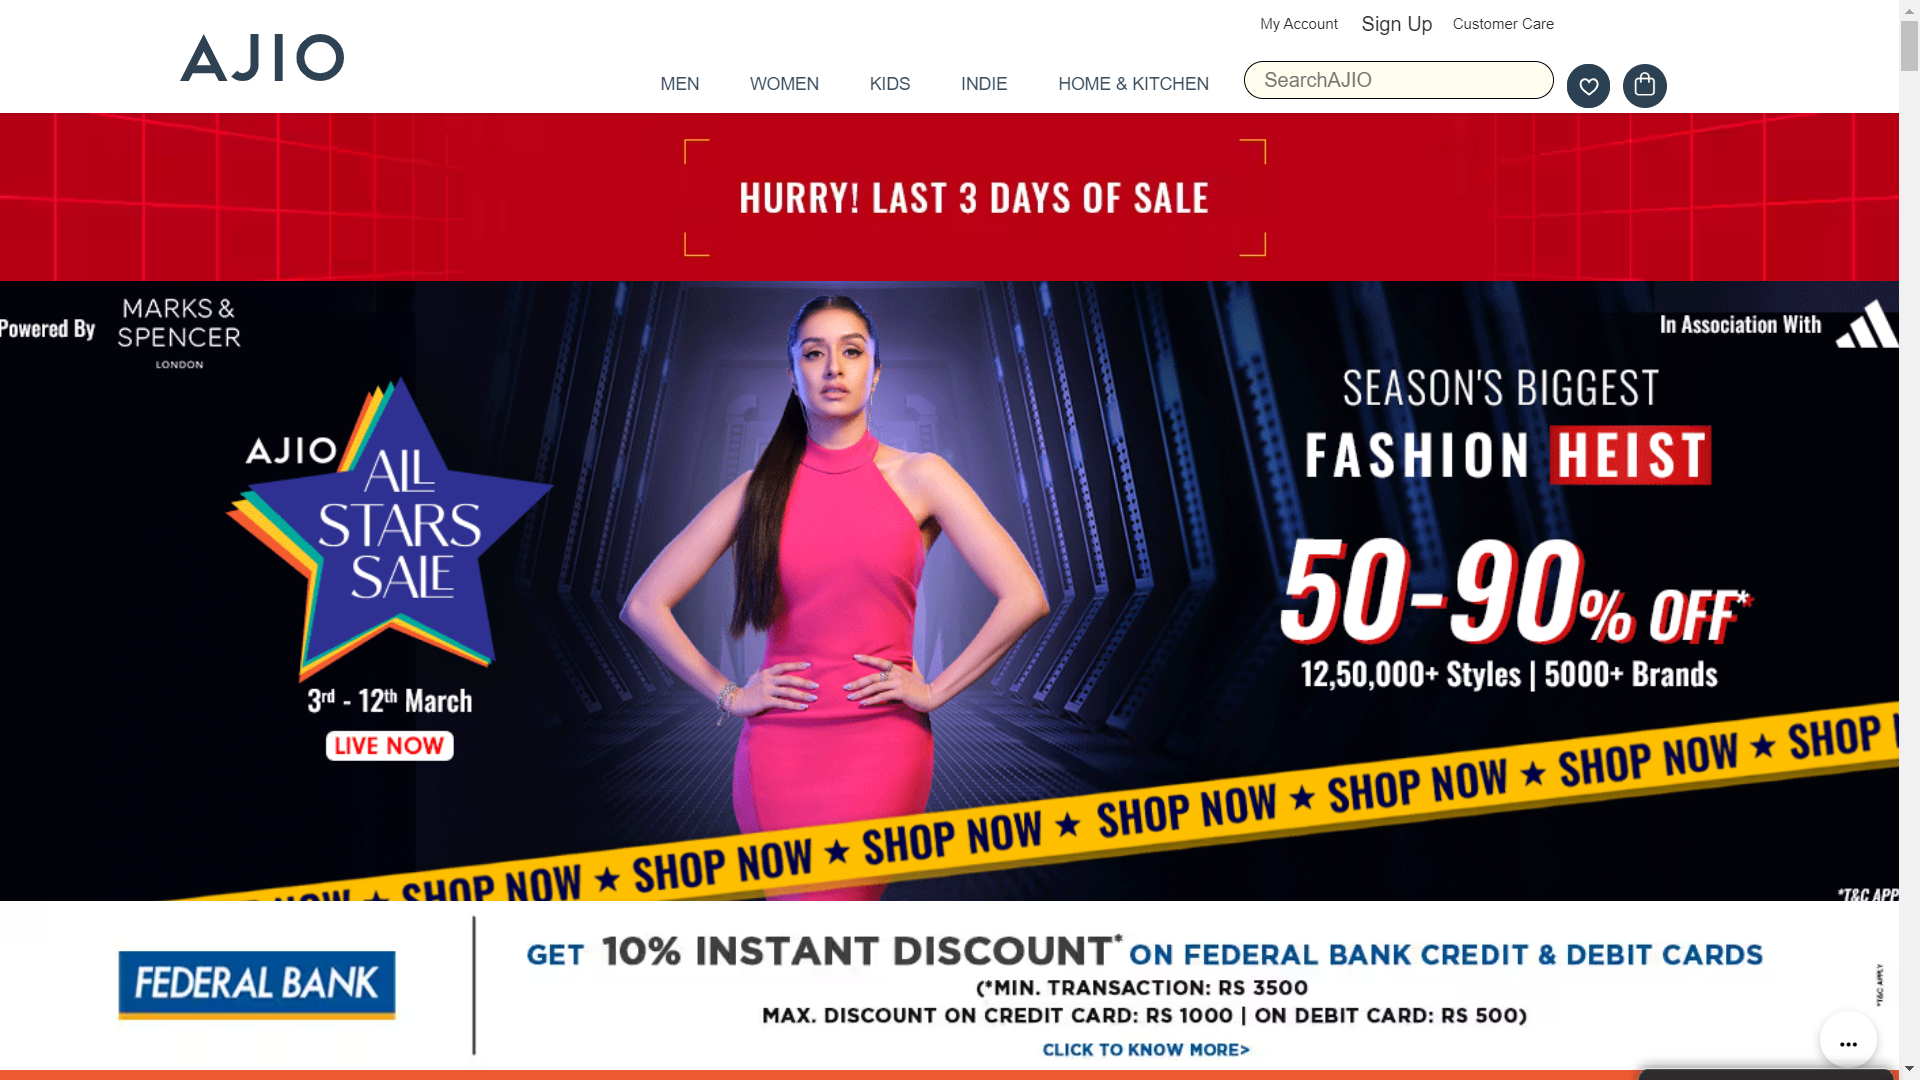 My Account Sign Up Customer Care
AJIO
MEN WOMEN KIDS INDIE HOME & KITCHEN SearchAJIO
HURRY! LAST 3 DAYS OF SALE
Powered By MARKS & SPENCER LONDON
In Association With
AJIO
ALL
STARS
SALE
3rd - 12th March
LIVE NOW
SEASON'S BIGGEST
FASHION HEIST
50-90% OFF*
12,50,000+ Styles | 5000+ Brands
NOW ★ SHOP NOW ★ SHOP NOW ★ SHOP NOW ★ SHOP NOW ★ SHOP NOW ★ SHOP NOW ★ SHOP
*T&C APP
FEDERAL BANK
GET 10% INSTANT DISCOUNT* ON FEDERAL BANK CREDIT & DEBIT CARDS
(*MIN. TRANSACTION: RS 3500
MAX. DISCOUNT ON CREDIT CARD: RS 1000 | ON DEBIT CARD: RS 500)
CLICK TO KNOW MORE>
*T&C APPLY
...